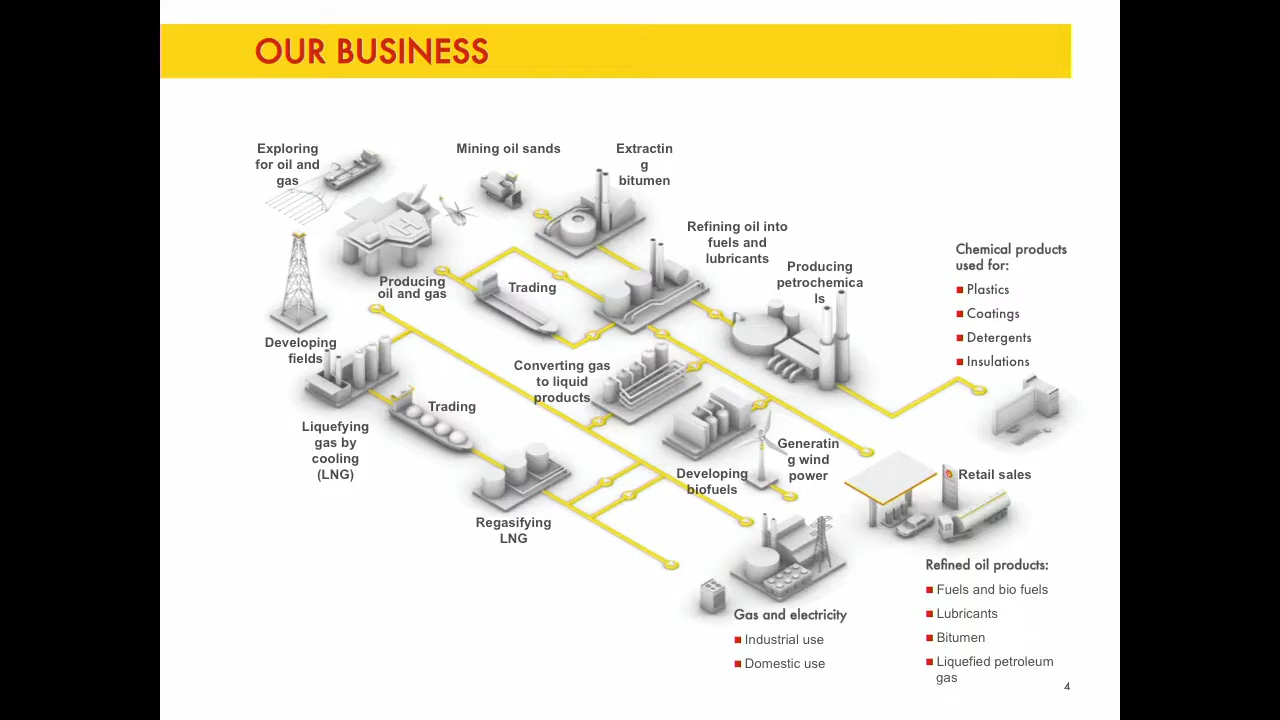 OUR BUSINESS
Exploring
for oil and
gas
Mining oil sands
Extractin
g
bitumen
Refining oil into
fuels and
lubricants
Producing
petrochemica
ls
Chemical products
used for:
Plastics
Coatings
Detergents
Insulations
Producing
oil and gas
Trading
Developing
fields
Converting gas
to liquid
products
Trading
Liquefying
gas by
cooling
(LNG)
Generatin
g wind
power
Developing
biofuels
Retail sales
Regasifying
LNG
Refined oil products:
Fuels and bio fuels
Lubricants
Bitumen
Liquefied petroleum
gas
Gas and electricity
Industrial use
Domestic use
4